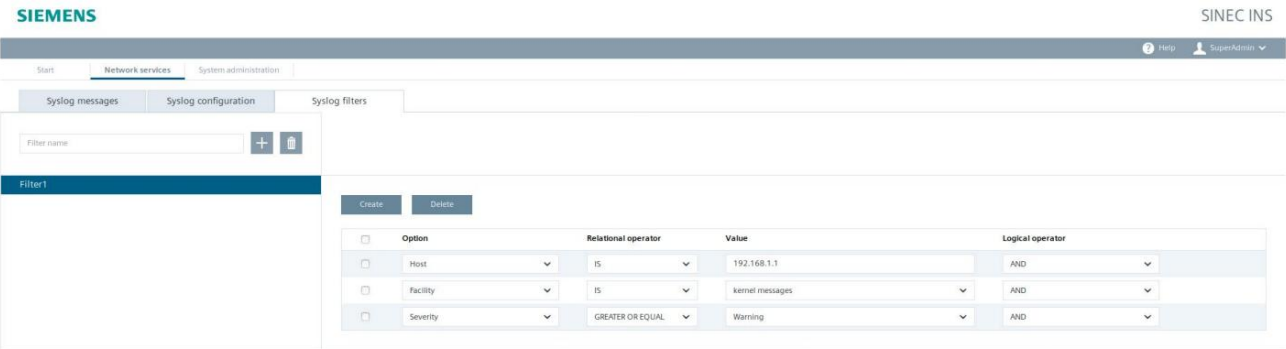 SIEMENS
SINEC INS
Help SuperAdmin
Start Network services System administration
Syslog messages Syslog configuration Syslog filters
Filter name
Filter1
Create Delete
Option Relational operator Value Logical operator
Host IS 192.168.1.1 AND
Facility IS kernel messages AND
Severity GREATER OR EQUAL Warning AND